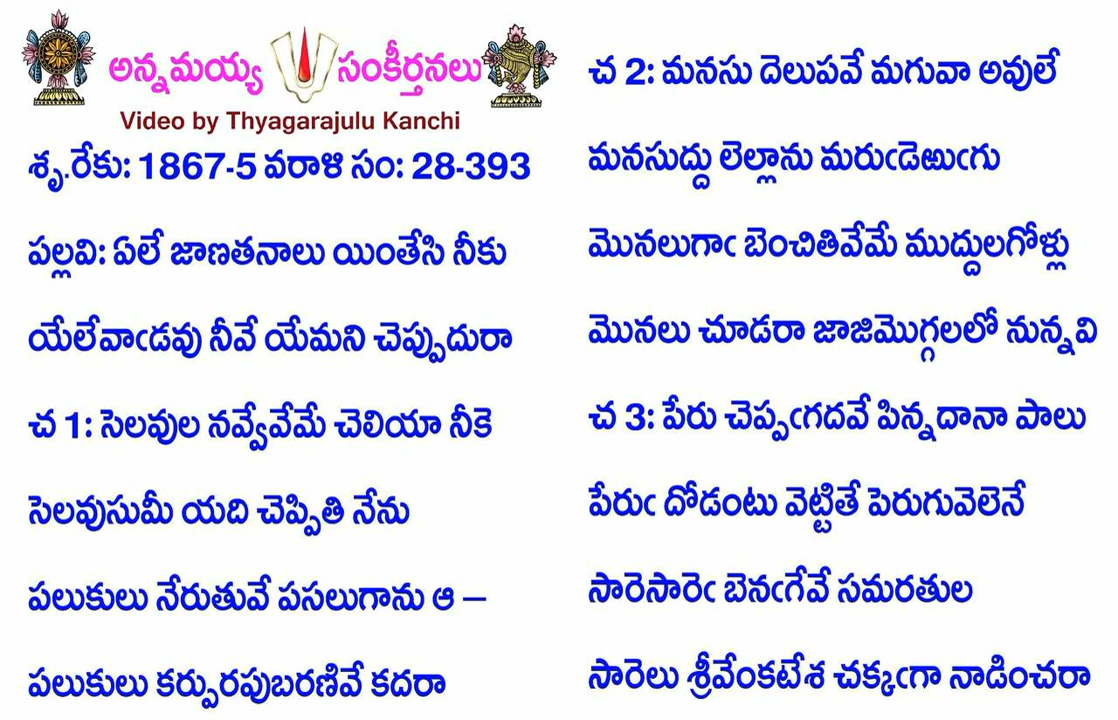 అన్నమయ్య సంకీర్తనలు
Video by Thyagarajulu Kanchi
శృ.రేకు: 1867-5 వరాళి సం: 28-393
పల్లవి: ఏలే జాణతనాలు యింతేసి నీకు
యేలేవాఁడవు నీవే యేమని చెప్పుదురా
చ 1: సెలవుల నవ్వేవేమే చెలియా నీకె
సెలవుసుమీ యది చెప్పితి నేను
పలుకులు నేరుతువే పసలుగాను ఆ –
పలుకులు కర్పురపుబరణివే కదరా
చ 2: మనసు దెలుపవే మగువా అవులే
మనసుద్దు లెల్లాను మరుఁడెఱుఁగు
మొనలుగాఁ బెంచితివేమే ముద్దులగోళ్లు
మొనలు చూడరా జాజిమొగ్గలలో నున్నవి
చ 3: పేరు చెప్పఁగదవే పిన్నదానా పాలు
పేరుఁ దోడంటు వెట్టితే పెరుగువెలెనే
సారెసారెఁ బెనఁగేవే సమరతుల
సారెలు శ్రీవేంకటేశ చక్కఁగా నాడించరా